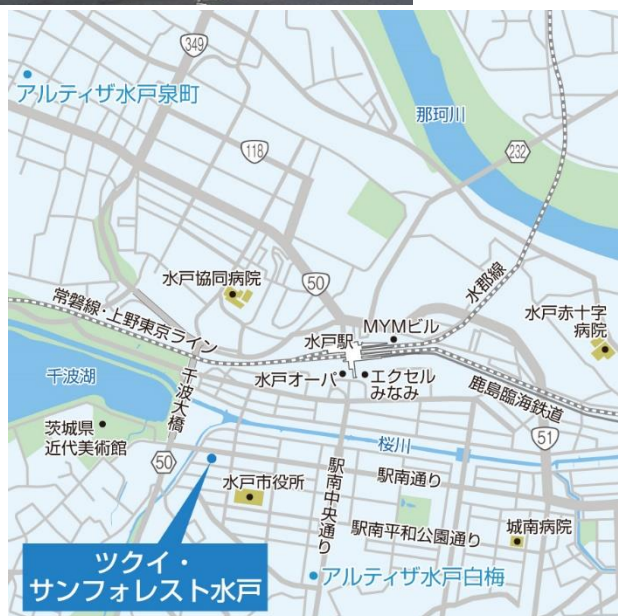 349
アルティザ水戸泉町
那珂川
118
232
水戸協同病院
50
水郡線
常磐線・上野東京ライン
水戸駅
MYMビル
水戸赤十字
病院
水戸オーパ
エクセル
みなみ
千波湖
千波大橋
鹿島臨海鉄道
茨城県
近代美術館
桜川
51
50
駅南通り
水戸市役所
駅南中央通り
駅南平和公園通り
城南病院
ツクイ・
サンフォレスト水戸
アルティザ水戸白梅